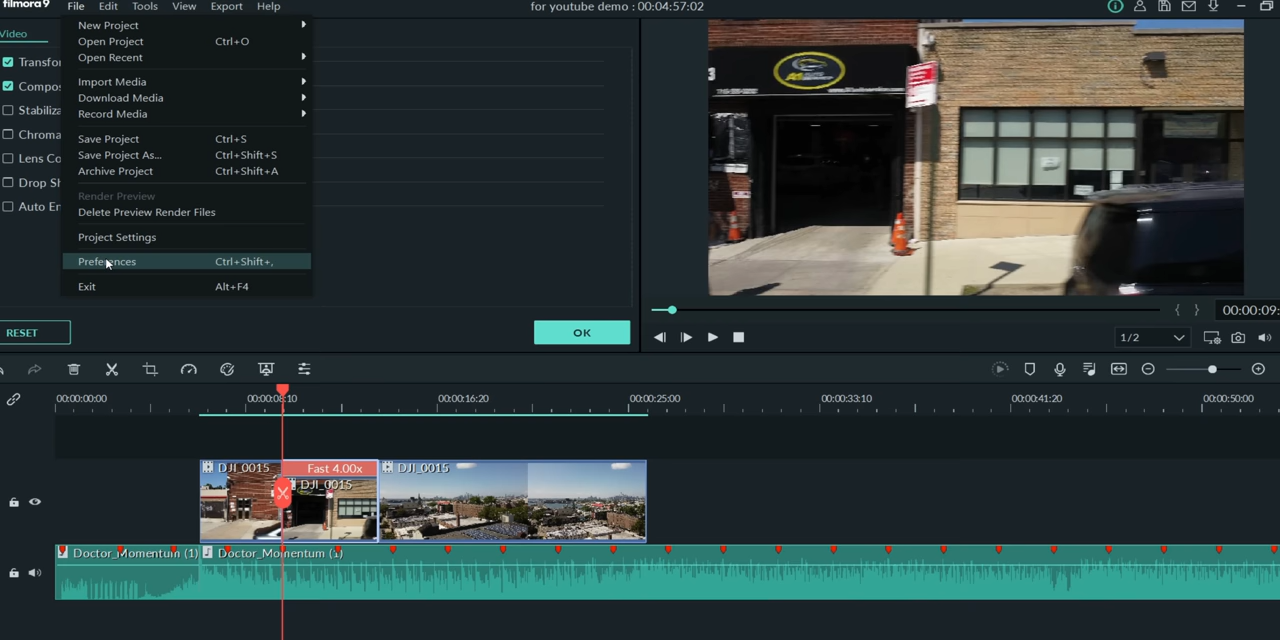 filmora9
File Edit Tools View Export Help
for youtube demo : 00:04:57:02
Video
Transfo
Compos
Stabiliza
Chroma
Lens Co
Drop Sh
Auto En
New Project
Open Project Ctrl+O
Open Recent
Import Media
Download Media
Record Media
Save Project Ctrl+S
Save Project As... Ctrl+Shift+S
Archive Project Ctrl+Shift+A
Render Preview
Delete Preview Render Files
Project Settings
Preferences Ctrl+Shift+,
Exit Alt+F4
RESET
OK
00:00:09:
1/2
00:00:00:00 00:00:08:10 00:00:16:20 00:00:25:00 00:00:33:10 00:00:41:20 00:00:50:00
DJI_0015 Fast 4.00x DJI_0015
DJI_0015
Doctor_Momentum (1) Doctor_Momentum (1)